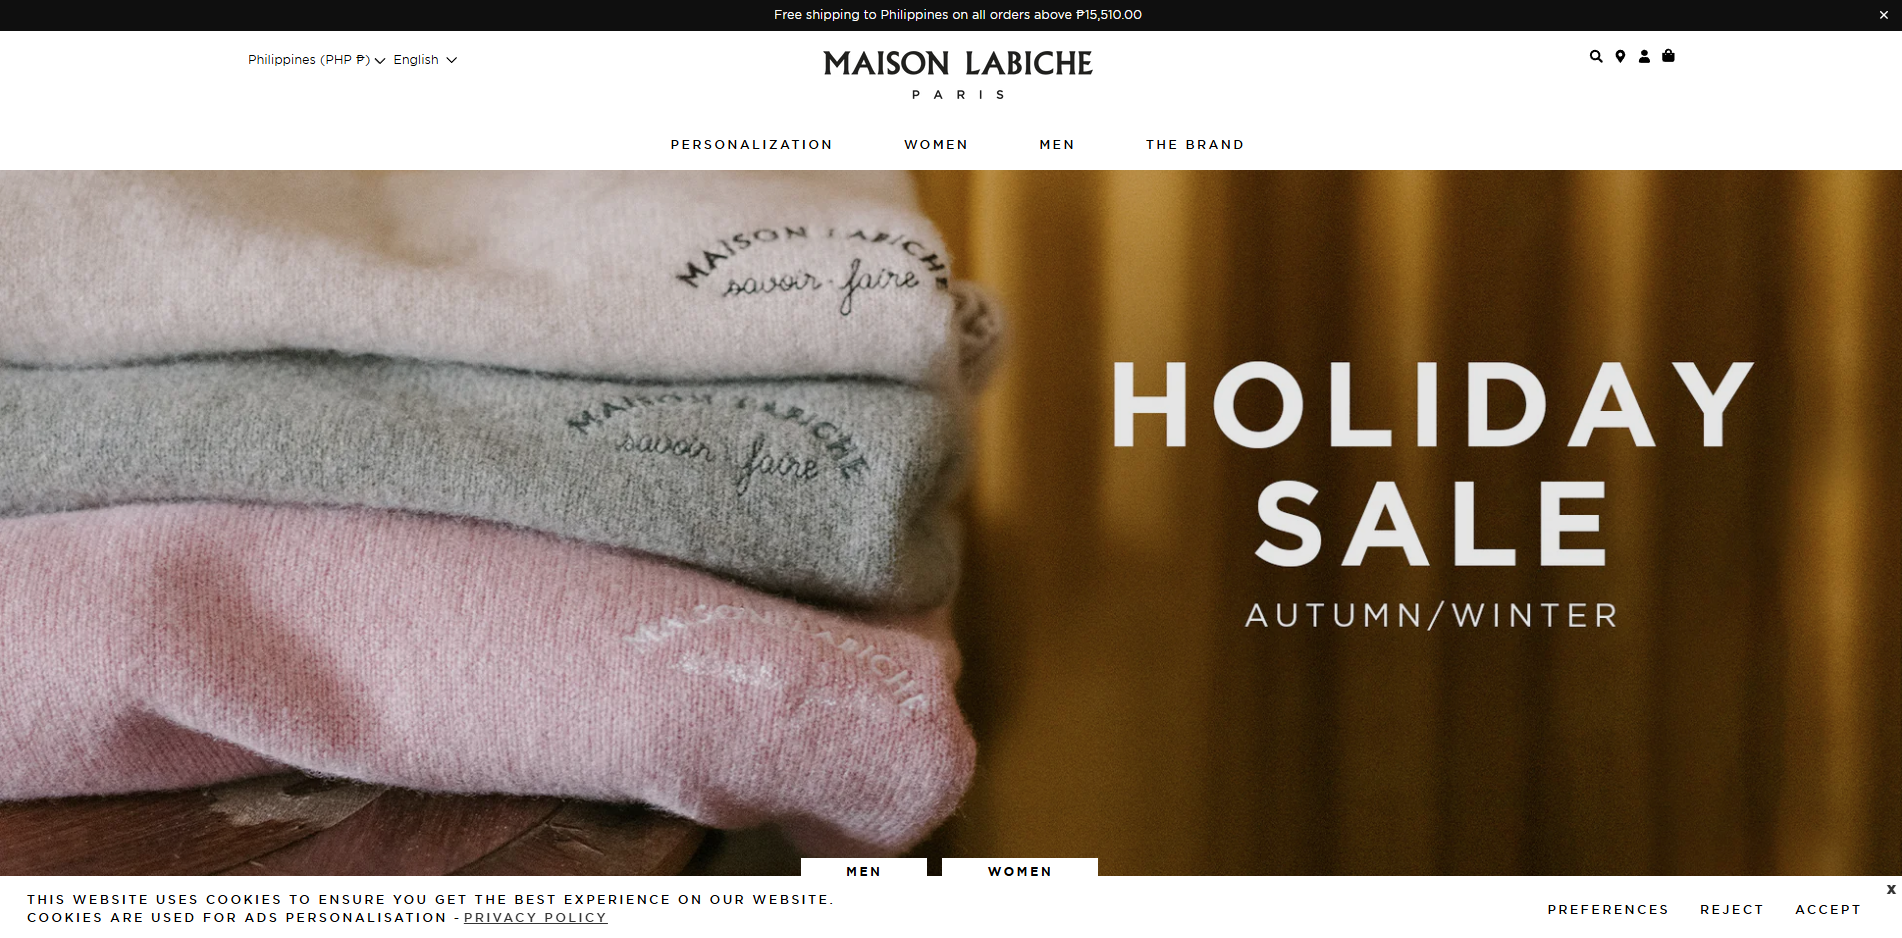 Free shipping to Philippines on all orders above ₱15,510.00
Philippines (PHP ₱) English
MAISON LABICHE
PARIS
PERSONALIZATION WOMEN MEN THE BRAND
MAISON LABICHE
savoir-faire
MAISON LABICHE
savoir-faire
MAISON LABICHE
HOLIDAY
SALE
AUTUMN/WINTER
MEN WOMEN
THIS WEBSITE USES COOKIES TO ENSURE YOU GET THE BEST EXPERIENCE ON OUR WEBSITE.
COOKIES ARE USED FOR ADS PERSONALISATION - PRIVACY POLICY
PREFERENCES REJECT ACCEPT
X